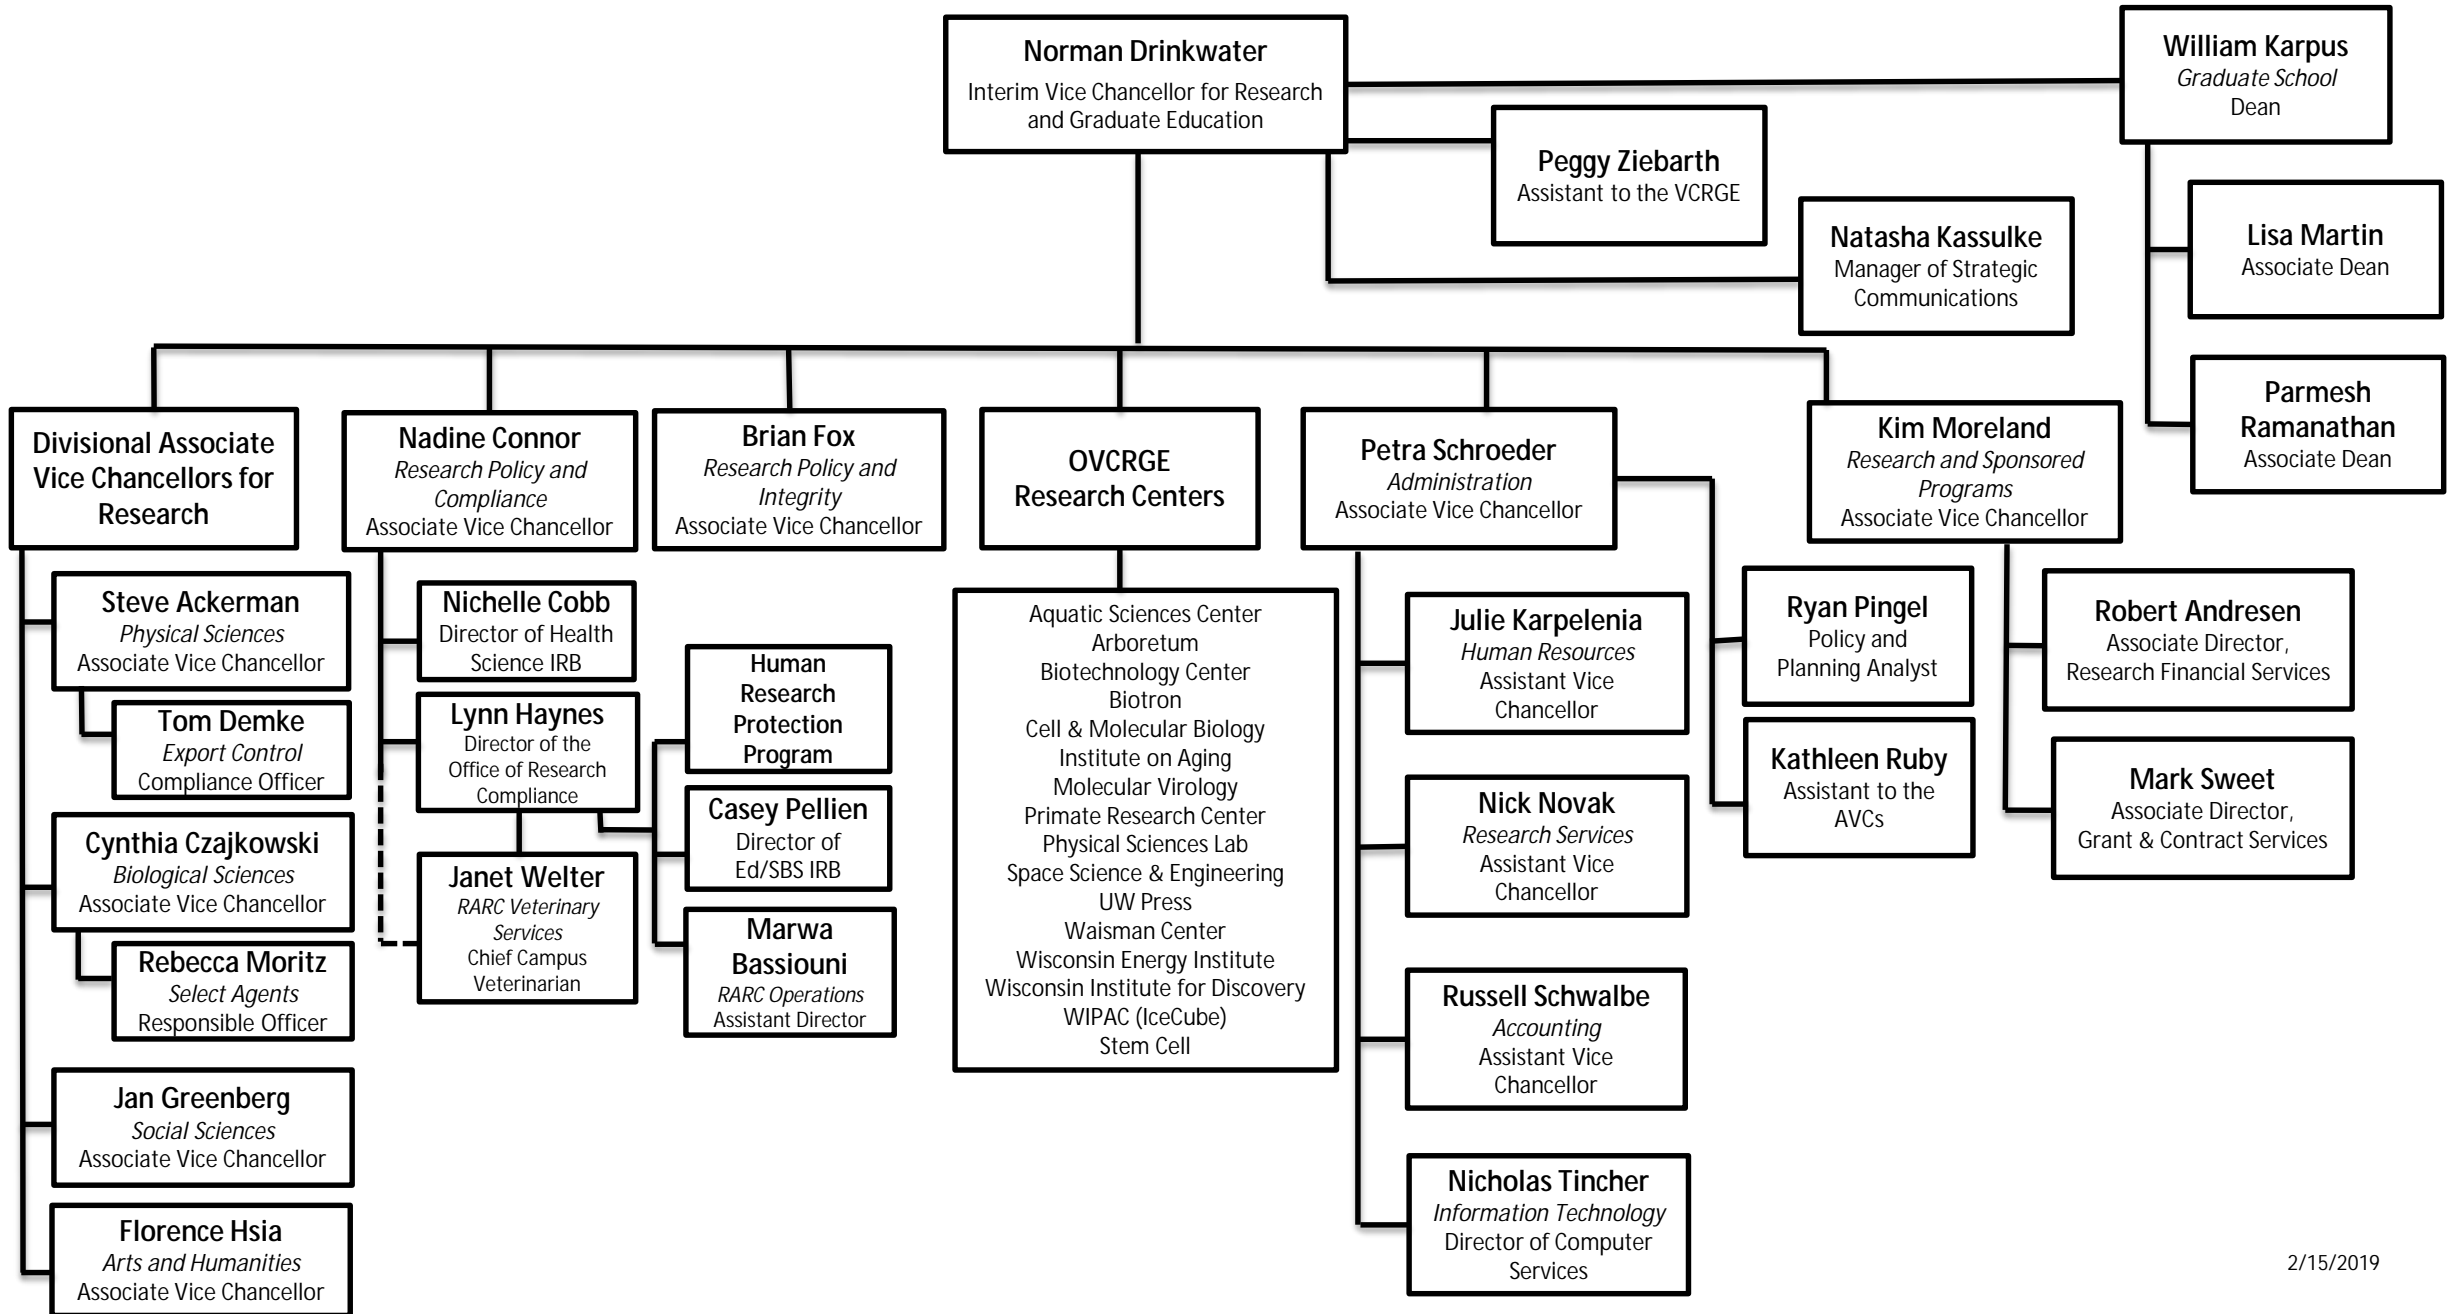 Norman Drinkwater
Interim Vice Chancellor for Research
and Graduate Education
William Karpus
Graduate School
Dean
Peggy Ziebarth
Assistant to the VCRGE
Natasha Kassulke
Manager of Strategic
Communications
Lisa Martin
Associate Dean
Parmesh
Ramanathan
Associate Dean
Divisional Associate
Vice Chancellors for
Research
Steve Ackerman
Physical Sciences
Associate Vice Chancellor
Tom Demke
Export Control
Compliance Officer
Cynthia Czajkowski
Biological Sciences
Associate Vice Chancellor
Rebecca Moritz
Select Agents
Responsible Officer
Jan Greenberg
Social Sciences
Associate Vice Chancellor
Florence Hsia
Arts and Humanities
Associate Vice Chancellor
Nadine Connor
Research Policy and
Compliance
Associate Vice Chancellor
Nichelle Cobb
Director of Health
Science IRB
Lynn Haynes
Director of the
Office of Research
Compliance
Janet Welter
RARC Veterinary
Services
Chief Campus
Veterinarian
Human
Research
Protection
Program
Casey Pellien
Director of
Ed/SBS IRB
Marwa
Bassiouni
RARC Operations
Assistant Director
Brian Fox
Research Policy and
Integrity
Associate Vice Chancellor
OVCRGE
Research Centers
Aquatic Sciences Center
Arboretum
Biotechnology Center
Biotron
Cell & Molecular Biology
Institute on Aging
Molecular Virology
Primate Research Center
Physical Sciences Lab
Space Science & Engineering
UW Press
Waisman Center
Wisconsin Energy Institute
Wisconsin Institute for Discovery
WIPAC (IceCube)
Stem Cell
Petra Schroeder
Administration
Associate Vice Chancellor
Julie Karpelenia
Human Resources
Assistant Vice
Chancellor
Nick Novak
Research Services
Assistant Vice
Chancellor
Russell Schwalbe
Accounting
Assistant Vice
Chancellor
Nicholas Tincher
Information Technology
Director of Computer
Services
Ryan Pingel
Policy and
Planning Analyst
Kathleen Ruby
Assistant to the
AVCs
Kim Moreland
Research and Sponsored
Programs
Associate Vice Chancellor
Robert Andresen
Associate Director,
Research Financial Services
Mark Sweet
Associate Director,
Grant & Contract Services
2/15/2019